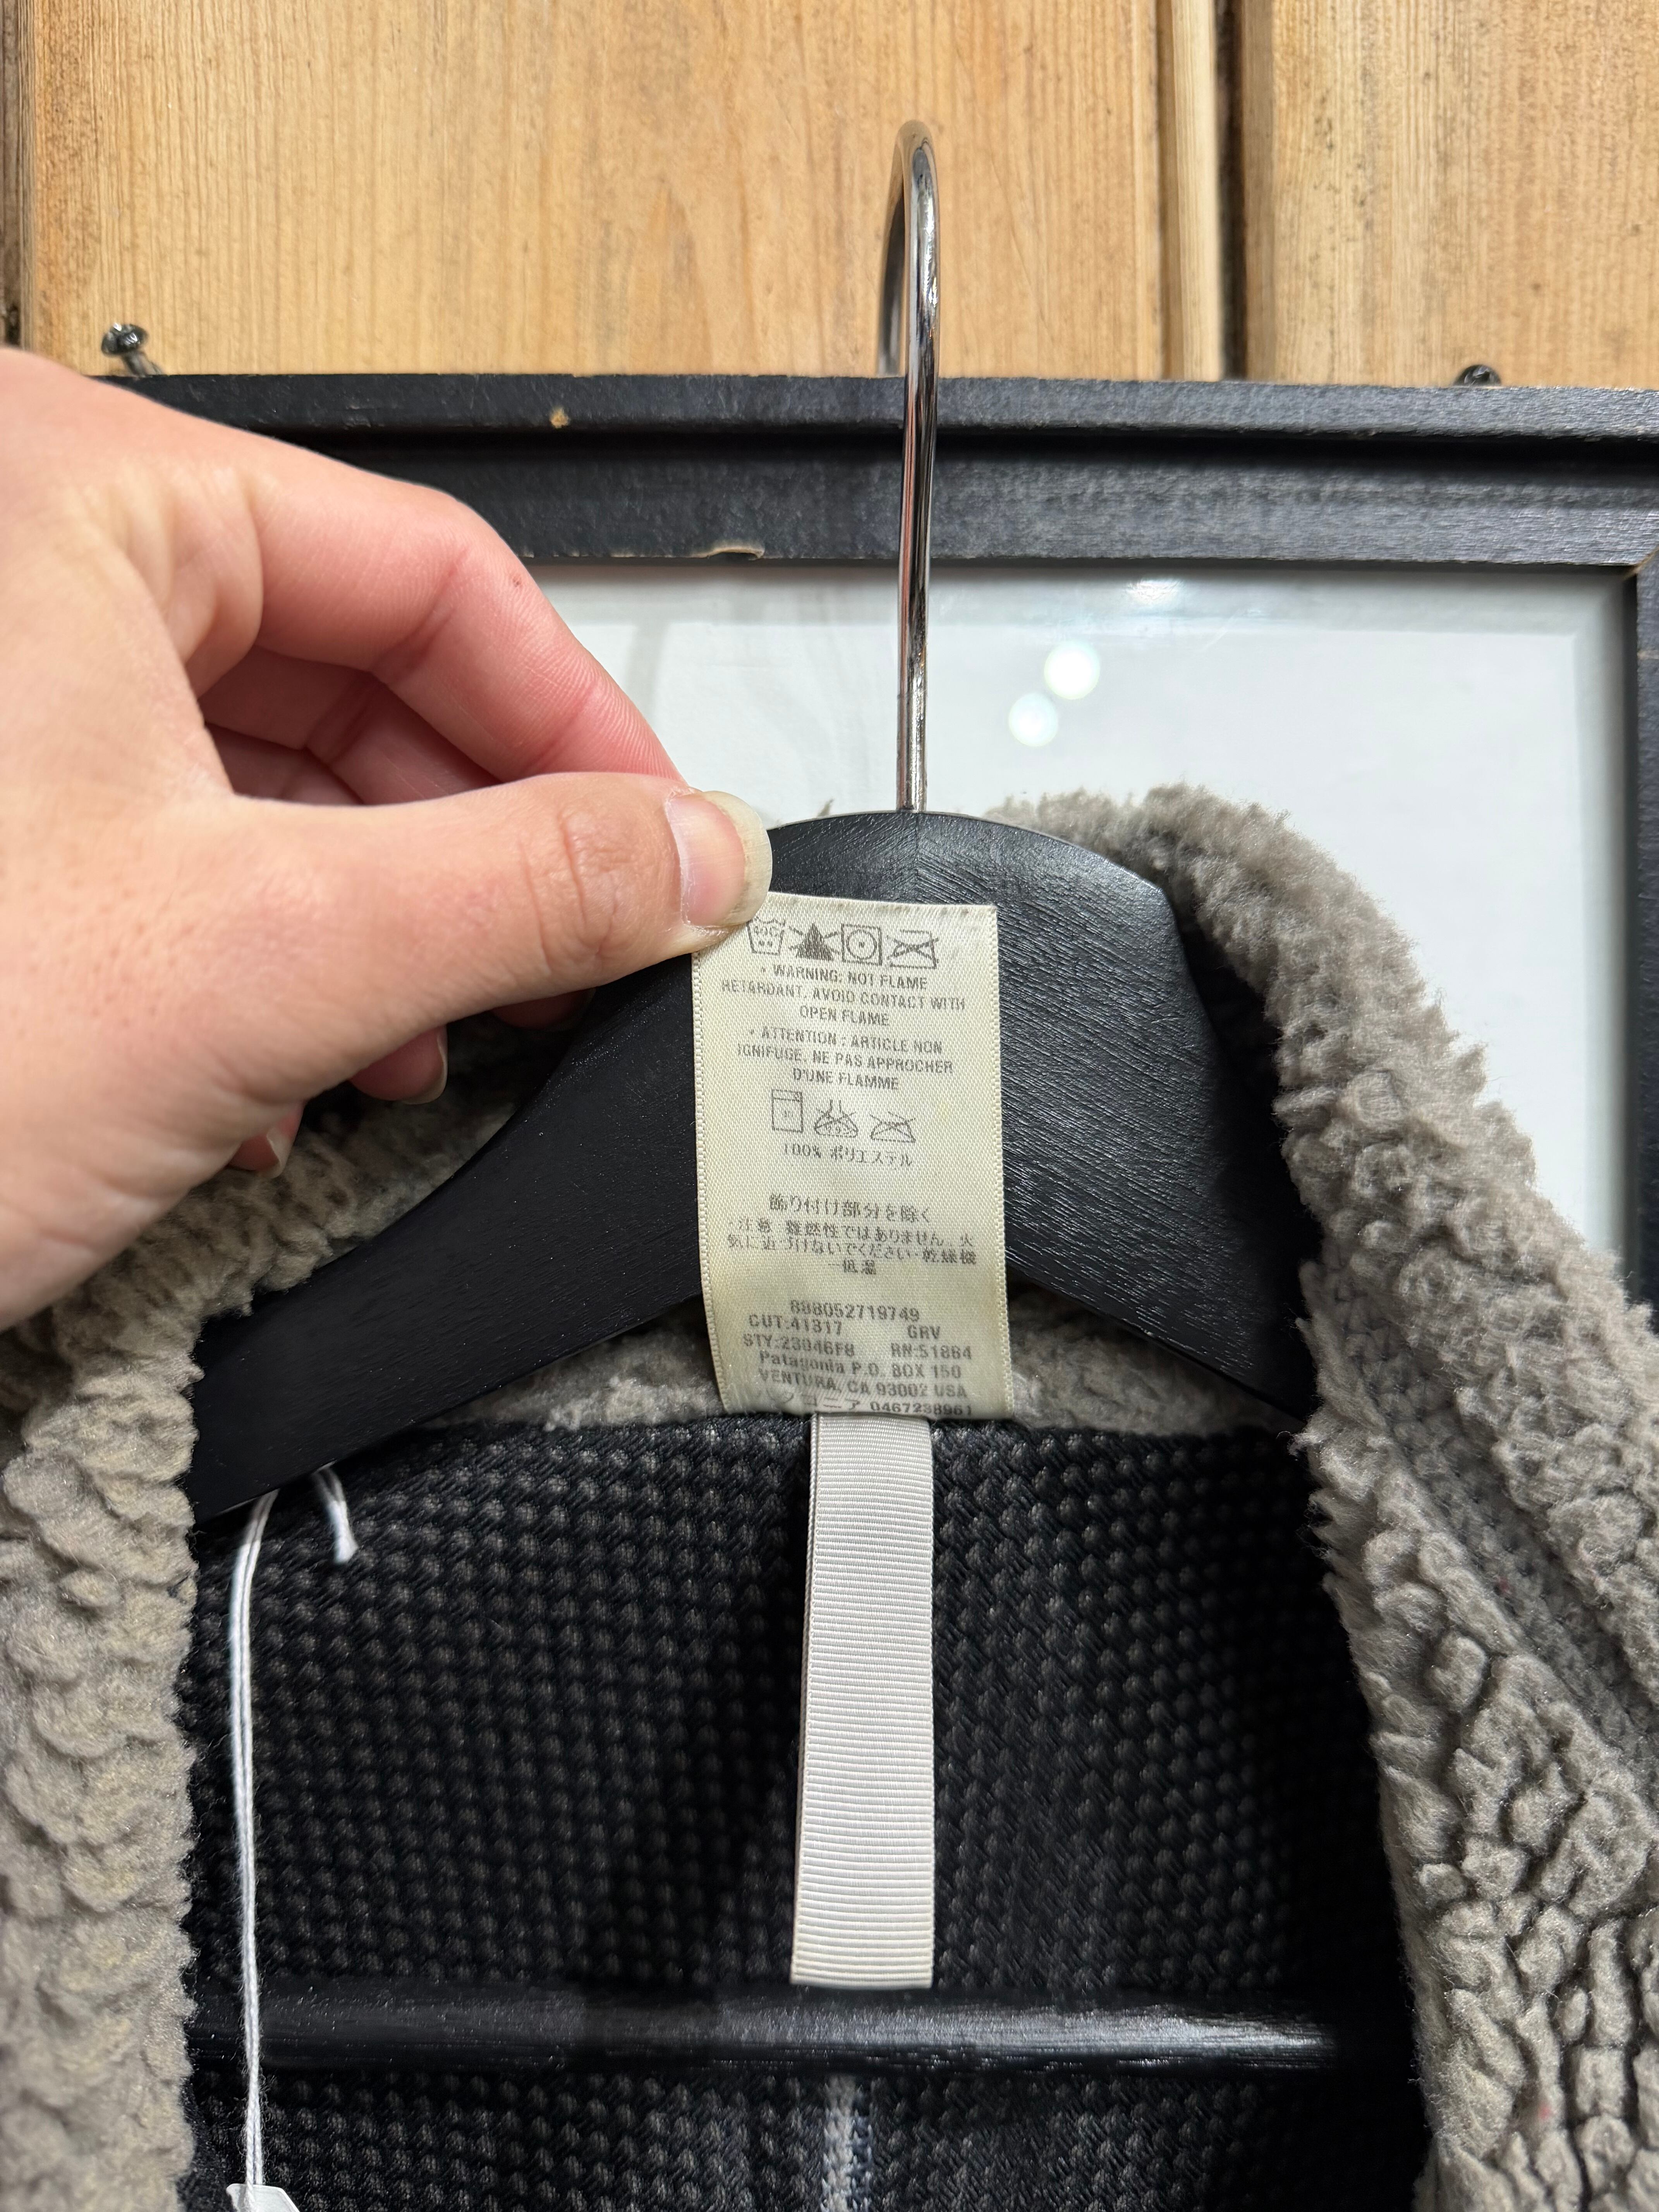 40C
• WARNING: NOT FLAME
RETARDANT, AVOID CONTACT WITH
OPEN FLAME
• ATTENTION : ARTICLE NON
IGNIFUGE, NE PAS APPROCHER
D'UNE FLAMME
100% ポリエステル
飾り付け部分を除く
・注意 難燃性ではありません。火
気に近づけないでください・乾燥機
ー低温
888052719749
CUT:41317 GRV
STY:23046F8 RN:51884
Patagonia P.O. BOX 150
VENTURA, CA 93002 USA
0467238961